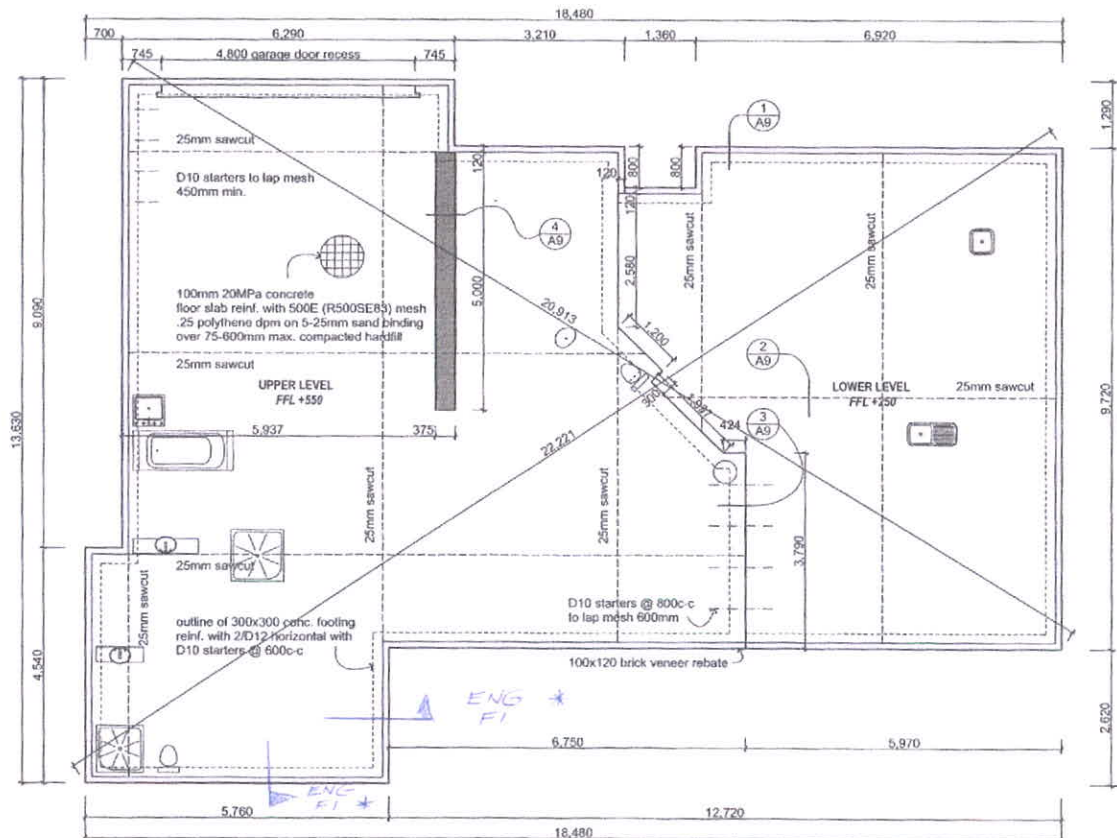 18,480
700
6,290
3,210
1,360
6,920
745
4,800 garage door recess
745
1,290
1
A9
25mm sawcut
120
120
800
800
D10 starters to lap mesh
450mm min.
120
4
A9
25mm sawcut
25mm sawcut
2,580
5,000
100mm 20MPa concrete
floor slab reinf. with 500E (R500SE83) mesh
.25 polythene dpm on 5-25mm sand binding
over 75-600mm max. compacted hardfill
20,913
1,200
9,090
2
A9
25mm sawcut
UPPER LEVEL
FFL +550
LOWER LEVEL
FFL +250
25mm sawcut
300
1,997
9,720
13,630
5,937
375
22,221
424
3
A9
25mm sawcut
25mm sawcut
3,790
25mm sawcut
25mm sawcut
D10 starters @ 800c-c
to lap mesh 600mm
outline of 300x300 conc. footing
reinf. with 2/D12 horizontal with
D10 starters @ 600c-c
4,540
100x120 brick veneer rebate
ENG *
F1
2,620
6,750
5,970
ENG
F1 *
5,760
12,720
18,480